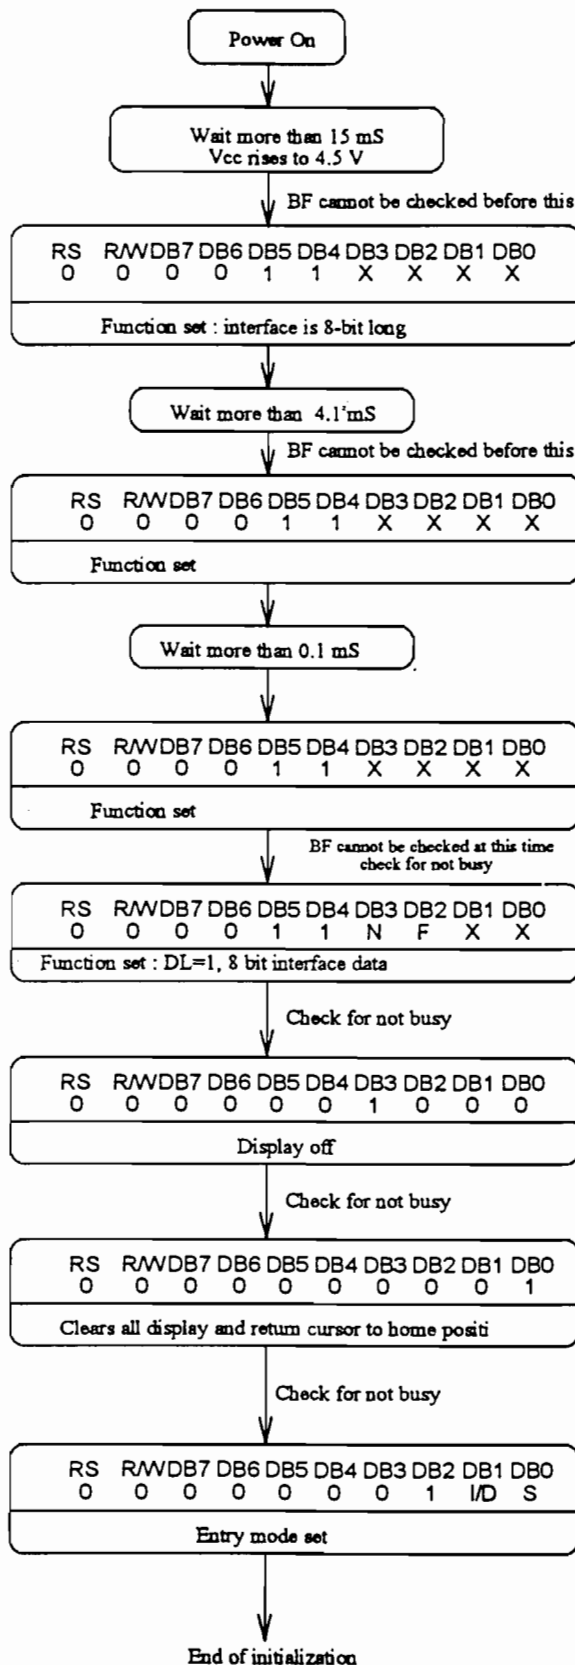 Power On
Wait more than 15 mS
Vcc rises to 4.5 V
BF cannot be checked before this
RS R/W DB7 DB6 DB5 DB4 DB3 DB2 DB1 DB0
0 0 0 0 1 1 X X X X
Function set : interface is 8-bit long
Wait more than 4.1'mS
BF cannot be checked before this
RS R/W DB7 DB6 DB5 DB4 DB3 DB2 DB1 DB0
0 0 0 0 1 1 X X X X
Function set
Wait more than 0.1 mS
RS R/W DB7 DB6 DB5 DB4 DB3 DB2 DB1 DB0
0 0 0 0 1 1 X X X X
Function set
BF cannot be checked at this time
check for not busy
RS R/W DB7 DB6 DB5 DB4 DB3 DB2 DB1 DB0
0 0 0 0 1 1 N F X X
Function set : DL=1, 8 bit interface data
Check for not busy
RS R/W DB7 DB6 DB5 DB4 DB3 DB2 DB1 DB0
0 0 0 0 0 0 1 0 0 0
Display off
Check for not busy
RS R/W DB7 DB6 DB5 DB4 DB3 DB2 DB1 DB0
0 0 0 0 0 0 0 0 0 1
Clears all display and return cursor to home positi
Check for not busy
RS R/W DB7 DB6 DB5 DB4 DB3 DB2 DB1 DB0
0 0 0 0 0 0 0 1 I/D S
Entry mode set
End of initialization